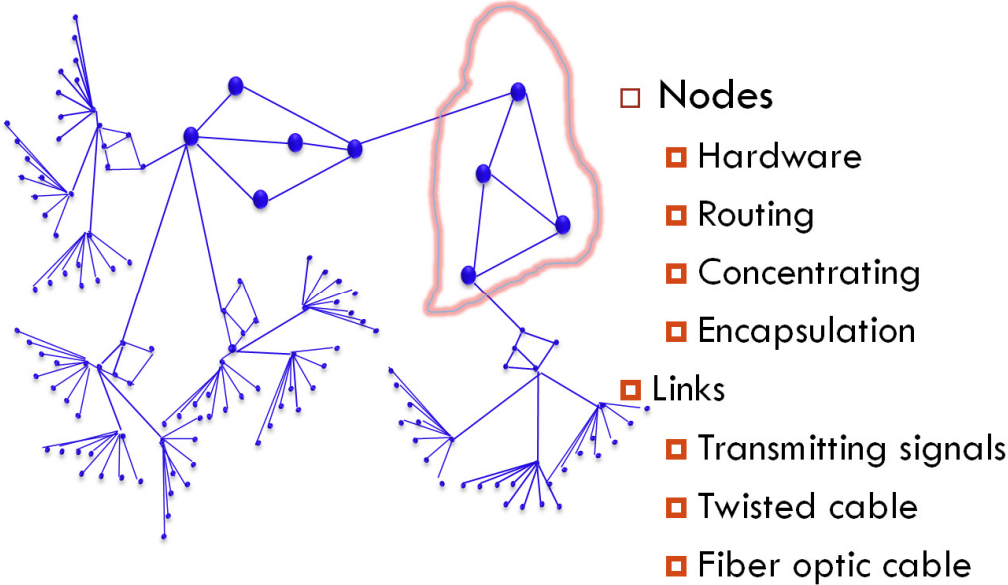 Nodes
Hardware
Routing
Concentrating
Encapsulation
Links
Transmitting signals
Twisted cable
Fiber optic cable